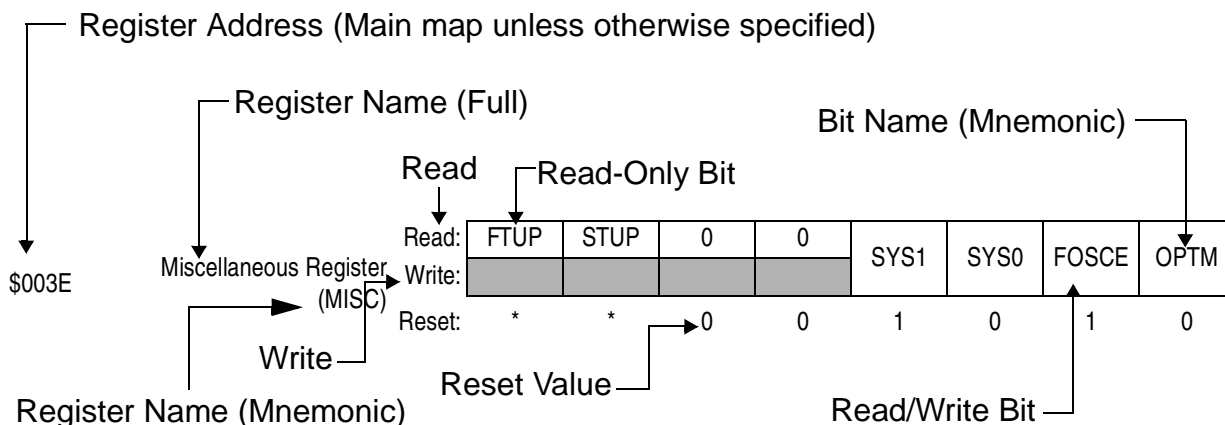 Register Address (Main map unless otherwise specified)
Register Name (Full)
Bit Name (Mnemonic)
Read
Read-Only Bit
Read: FTUP STUP 0 0 SYS1 SYS0 FOSCE OPTM
$003E Miscellaneous Register
(MISC)
Write:
Reset: * * 0 0 1 0 1 0
Write
Reset Value
Register Name (Mnemonic)
Read/Write Bit